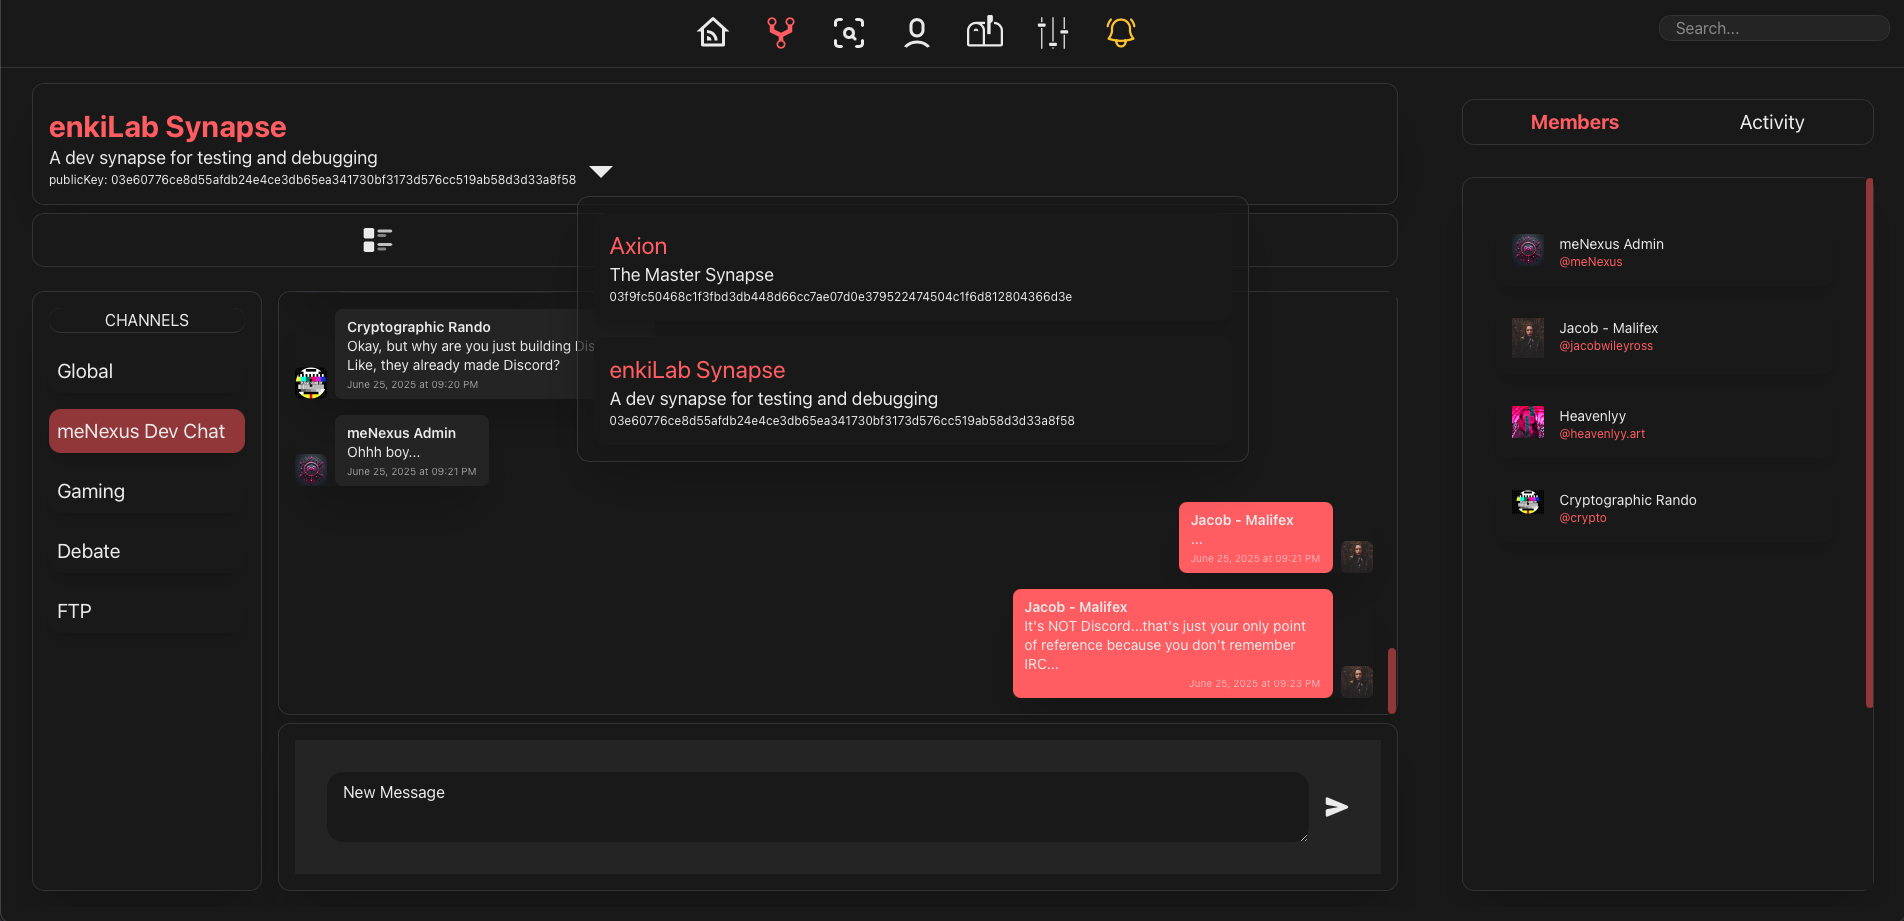 Search...
enkiLab Synapse
A dev synapse for testing and debugging
publicKey: 03e60776ce8d55afdb24e4ce3db65ea341730bf3173d576cc519ab58d3d33a8f58
Axion
The Master Synapse
03f9fc50468c1f3fbd3db448d66cc7ae07d0e379522474504c1f6d812804366d3e
enkiLab Synapse
A dev synapse for testing and debugging
03e60776ce8d55afdb24e4ce3db65ea341730bf3173d576cc519ab58d3d33a8f58
CHANNELS
Global
meNexus Dev Chat
Gaming
Debate
FTP
Cryptographic Rando
Okay, but why are you just building Dis
Like, they already made Discord?
June 25, 2025 at 09:20 PM
meNexus Admin
Ohhh boy...
June 25, 2025 at 09:21 PM
Jacob - Malifex
...
June 25, 2025 at 09:21 PM
Jacob - Malifex
It's NOT Discord...that's just your only point
of reference because you don't remember
IRC...
June 25, 2025 at 09:23 PM
New Message
Members Activity
meNexus Admin
@meNexus
Jacob - Malifex
@jacobwileyross
Heavenlyy
@heavenlyy.art
Cryptographic Rando
@crypto